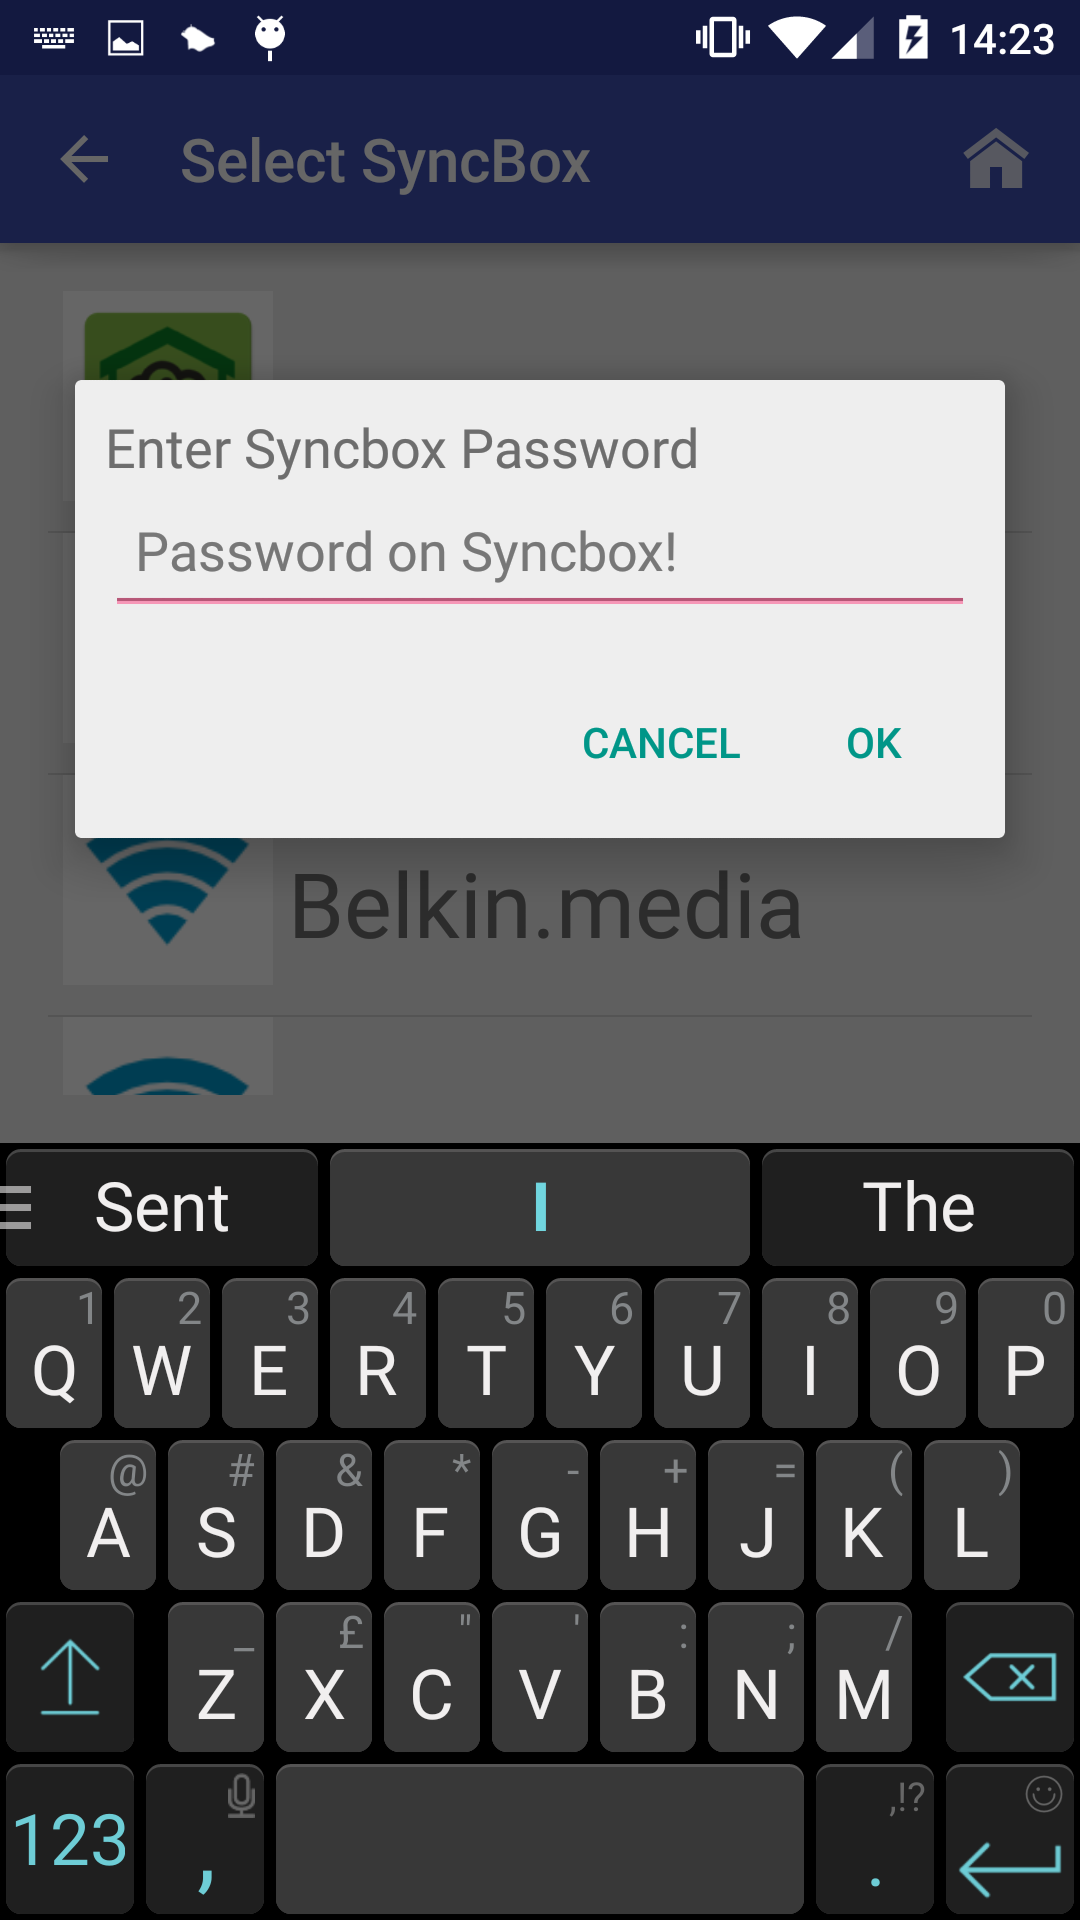 14:23
Select SyncBox
Enter Syncbox Password
Password on Syncbox!
CANCEL OK
Belkin.media
Sent I The
1 2 3 4 5 6 7 8 9 0
Q W E R T Y U I O P
@ # & * - + = ( )
A S D F G H J K L
_ £ " ' : ; /
Z X C V B N M
,!?
123 , .